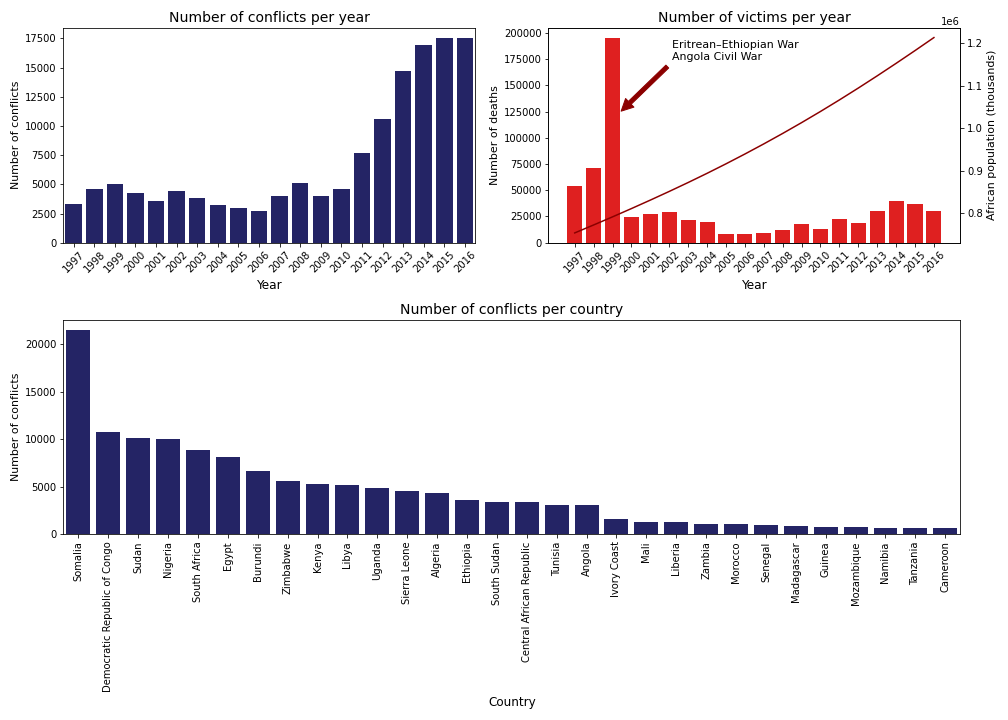 Number of conflicts per year
Number of conflicts
17500
15000
12500
10000
7500
5000
2500
0
1997
1998
1999
2000
2001
2002
2003
2004
2005
2006
2007
2008
2009
2010
2011
2012
2013
2014
2015
2016
Year
Number of victims per year
1e6
Number of deaths
200000
175000
150000
125000
100000
75000
50000
25000
0
Eritrean–Ethiopian War
Angola Civil War
1.2
1.1
1.0
0.9
0.8
African population (thousands)
1997
1998
1999
2000
2001
2002
2003
2004
2005
2006
2007
2008
2009
2010
2011
2012
2013
2014
2015
2016
Year
Number of conflicts per country
Number of conflicts
20000
15000
10000
5000
0
Somalia
Democratic Republic of Congo
Sudan
Nigeria
South Africa
Egypt
Burundi
Zimbabwe
Kenya
Libya
Uganda
Sierra Leone
Algeria
Ethiopia
South Sudan
Central African Republic
Tunisia
Angola
Ivory Coast
Mali
Liberia
Zambia
Morocco
Senegal
Madagascar
Guinea
Mozambique
Namibia
Tanzania
Cameroon
Country